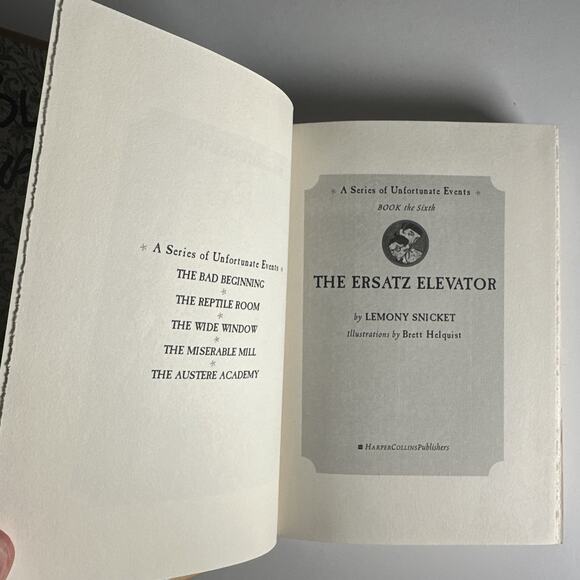 * A Series of Unfortunate Events *
THE BAD BEGINNING
*
THE REPTILE ROOM
*
THE WIDE WINDOW
*
THE MISERABLE MILL
*
THE AUSTERE ACADEMY
* A Series of Unfortunate Events *
BOOK the Sixth
THE ERSATZ ELEVATOR
by LEMONY SNICKET
Illustrations by Brett Helquist
HARPERCOLLINSPublishers